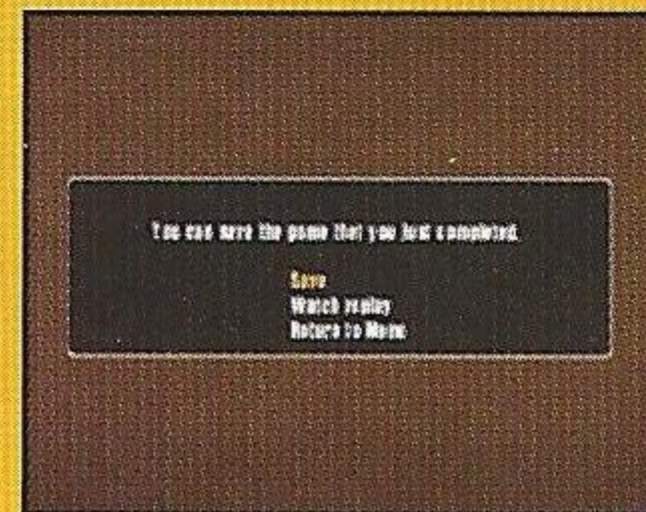 You can save the game that you just completed.
Save
Watch replay
Return to Menu